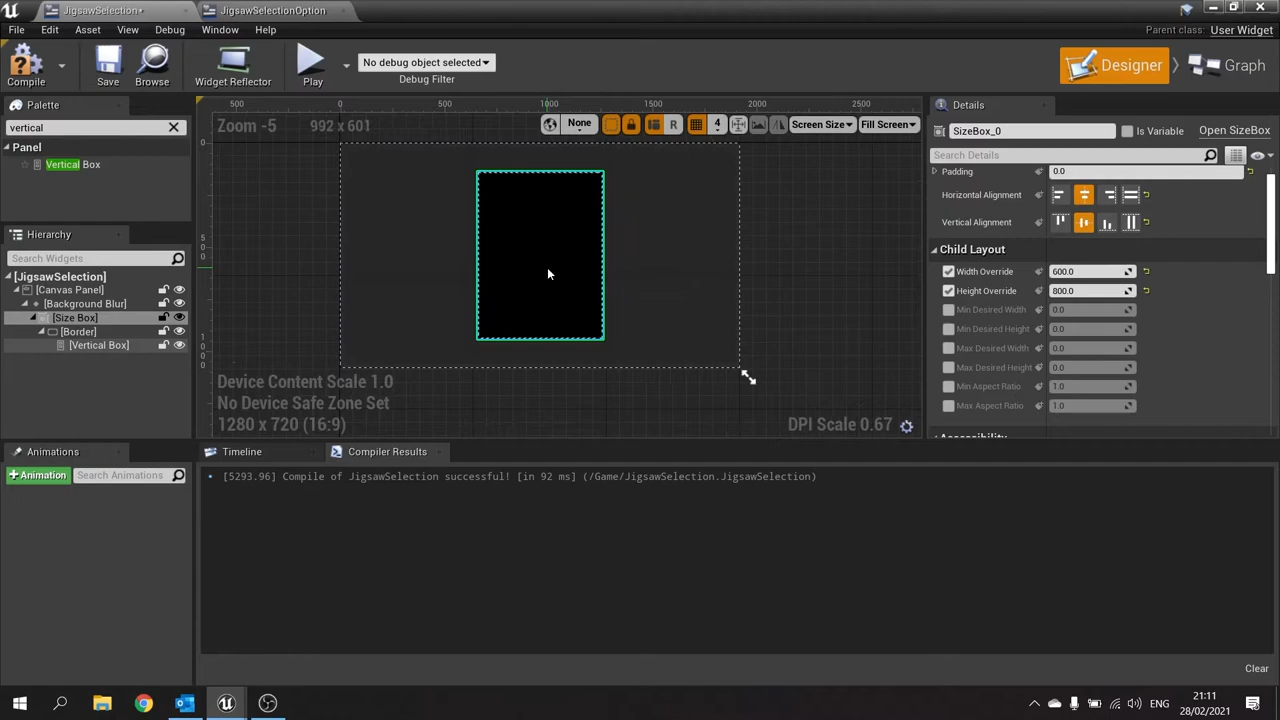 JigsawSelection*
JigsawSelectionOption
File Edit Asset View Debug Window Help
Parent class: User Widget
Compile
Save
Browse
Widget Reflector
Play
No debug object selected
Debug Filter
Designer
Graph
Palette
vertical
Panel
Vertical Box
Hierarchy
Search Widgets
[JigsawSelection]
[Canvas Panel]
[Background Blur]
[Size Box]
[Border]
[Vertical Box]
500 0 500 1000 1500 2000 2500
Zoom -5
992 x 601
None
R
4
Screen Size
Fill Screen
0
5
0
0
1
0
0
0
Device Content Scale 1.0
No Device Safe Zone Set
1280 x 720 (16:9)
DPI Scale 0.67
Details
SizeBox_0
Is Variable
Open SizeBox
Search Details
Padding 0.0
Horizontal Alignment
Vertical Alignment
Child Layout
Width Override 600.0
Height Override 800.0
Min Desired Width 0.0
Min Desired Height 0.0
Max Desired Width 0.0
Max Desired Height 0.0
Min Aspect Ratio 1.0
Max Aspect Ratio 1.0
Animations
+Animation
Search Animations
Timeline
Compiler Results
[5293.96] Compile of JigsawSelection successful! [in 92 ms] (/Game/JigsawSelection.JigsawSelection)
Clear
ENG
21:11
28/02/2021